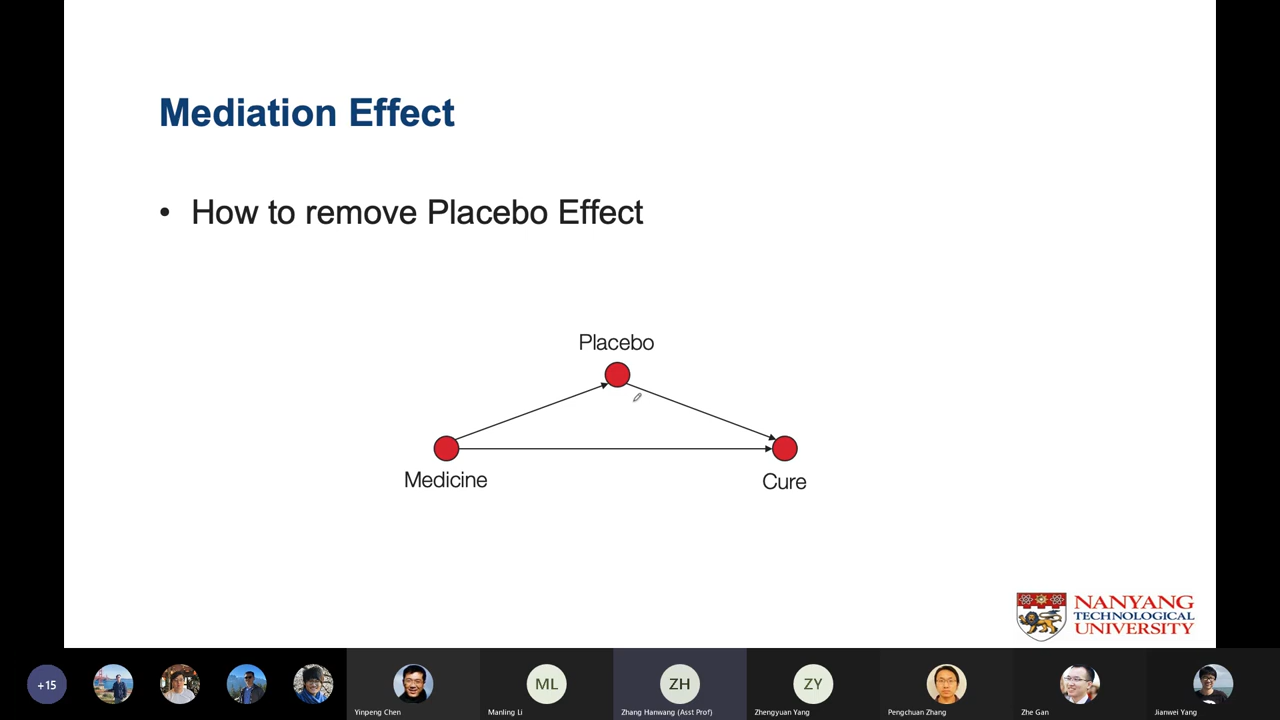 Mediation Effect
• How to remove Placebo Effect
Placebo
Medicine
Cure
NANYANG
TECHNOLOGICAL
UNIVERSITY
+15
ML
ZH
ZY
Yinpeng Chen
Manling Li
Zhang Hanwang (Asst Prof)
Zhengyuan Yang
Pengchuan Zhang
Zhe Gan
Jianwei Yang